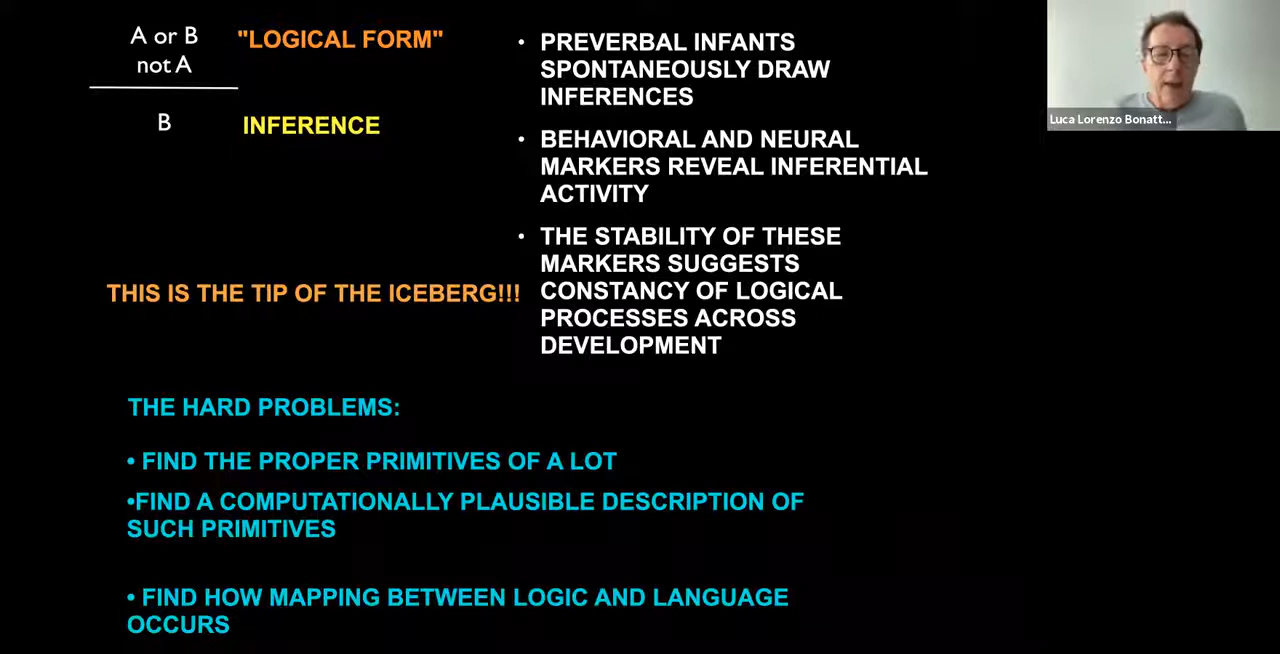 A or B
not A
B
"LOGICAL FORM"
INFERENCE
• PREVERBAL INFANTS
SPONTANEOUSLY DRAW
INFERENCES
• BEHAVIORAL AND NEURAL
MARKERS REVEAL INFERENTIAL
ACTIVITY
• THE STABILITY OF THESE
MARKERS SUGGESTS
CONSTANCY OF LOGICAL
PROCESSES ACROSS
DEVELOPMENT
THIS IS THE TIP OF THE ICEBERG!!!
THE HARD PROBLEMS:
• FIND THE PROPER PRIMITIVES OF A LOT
•FIND A COMPUTATIONALLY PLAUSIBLE DESCRIPTION OF
SUCH PRIMITIVES
• FIND HOW MAPPING BETWEEN LOGIC AND LANGUAGE
OCCURS
Luca Lorenzo Bonatt...